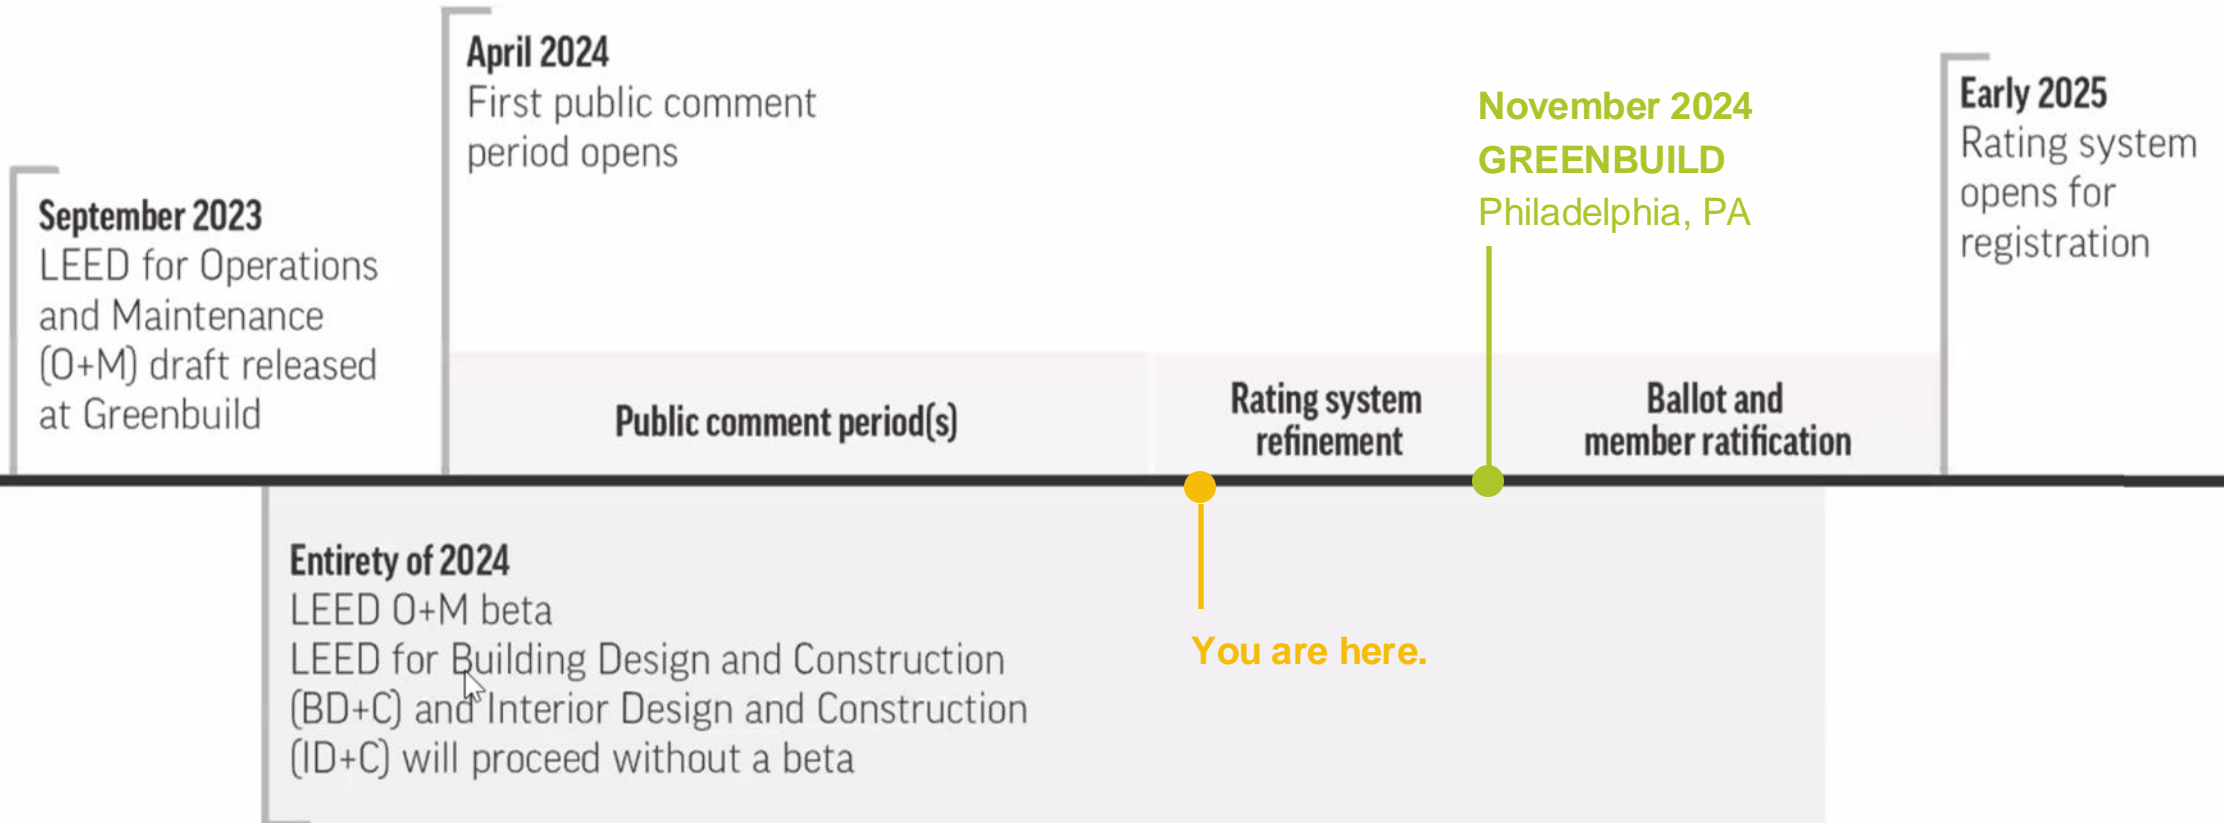 September 2023
LEED for Operations
and Maintenance
(O+M) draft released
at Greenbuild
April 2024
First public comment
period opens
November 2024
GREENBUILD
Philadelphia, PA
Early 2025
Rating system
opens for
registration
Public comment period(s)
Rating system
refinement
Ballot and
member ratification
Entirety of 2024
LEED O+M beta
LEED for Building Design and Construction
(BD+C) and Interior Design and Construction
(ID+C) will proceed without a beta
You are here.